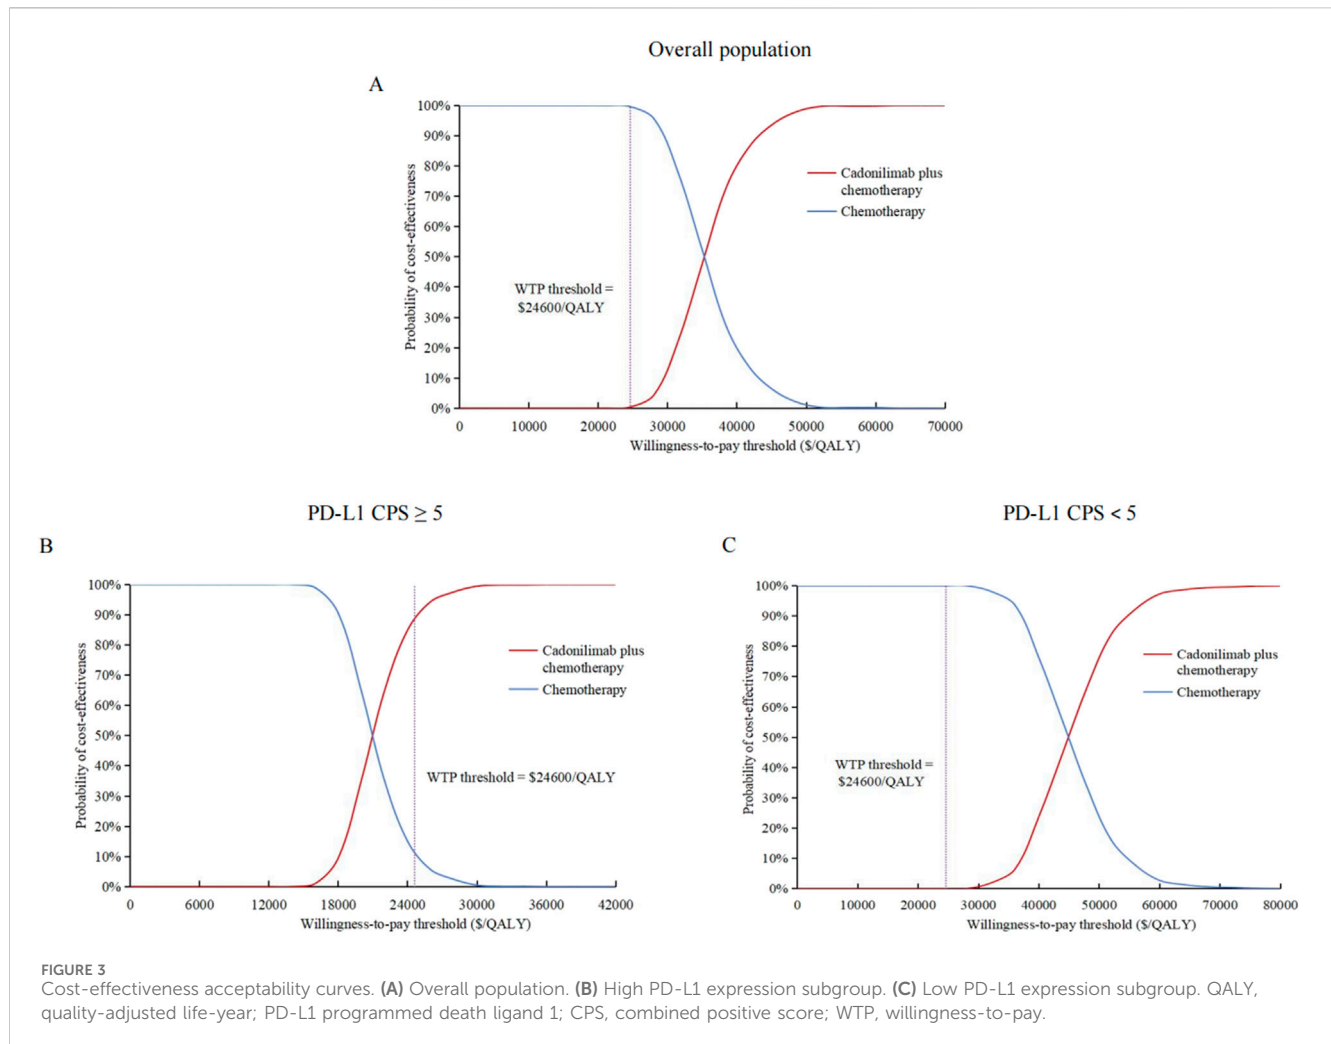 Overall population
A
100%
90%
80%
70%
60%
50%
40%
30%
20%
10%
0%
Probability of cost-effectiveness
Cadonilimab plus
chemotherapy
Chemotherapy
WTP threshold =
$24600/QALY
0 10000 20000 30000 40000 50000 60000 70000
Willingness-to-pay threshold ($/QALY)
PD-L1 CPS ≥ 5
B
100%
90%
80%
70%
60%
50%
40%
30%
20%
10%
0%
Probability of cost-effectiveness
Cadonilimab plus
chemotherapy
Chemotherapy
WTP threshold = $24600/QALY
0 6000 12000 18000 24000 30000 36000 42000
Willingness-to-pay threshold ($/QALY)
PD-L1 CPS < 5
C
100%
90%
80%
70%
60%
50%
40%
30%
20%
10%
0%
Probability of cost-effectiveness
Cadonilimab plus
chemotherapy
Chemotherapy
WTP threshold =
$24600/QALY
0 10000 20000 30000 40000 50000 60000 70000 80000
Willingness-to-pay threshold ($/QALY)
FIGURE 3
Cost-effectiveness acceptability curves. (A) Overall population. (B) High PD-L1 expression subgroup. (C) Low PD-L1 expression subgroup. QALY,
quality-adjusted life-year; PD-L1 programmed death ligand 1; CPS, combined positive score; WTP, willingness-to-pay.